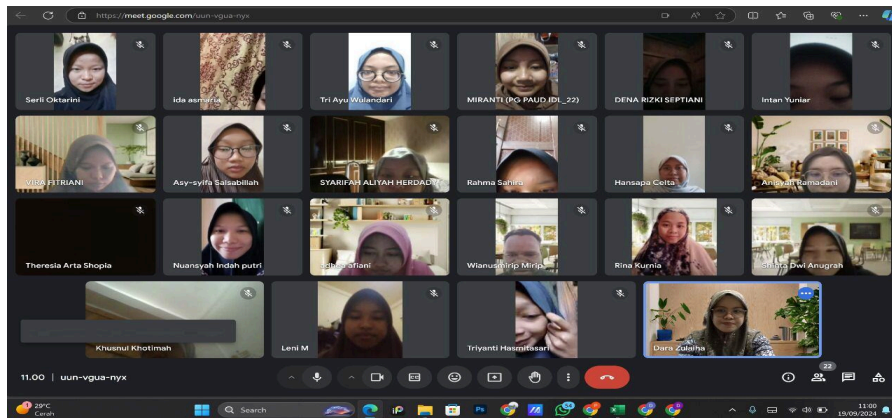 https://meet.google.com/uun-vgua-nyx
Serli Oktarini
ida asmaria
Tri Ayu Wulandari
MIRANTI (PG PAUD IDL_22)
DENA RIZKI SEPTIANI
Intan Yuniar
VIRA FITRIANI
Asy-syifa Salsabillah
SYARIFAH ALIYAH HERDAD
Rahma Sahira
Hansapa Celta
Anisyah Ramadani
Theresia Arta Shopia
Nuansyah Indah putri
afiani
Wianusmirip Mirip
Rina Kurnia
Shinta Dwi Anugrah
Khusnul Khotimah
Leni M
Triyanti Hasmitasari
Dara Zulaiha
11.00 | uun-vgua-nyx
22
29°C
Cerah
Search
11:00
19/09/2024